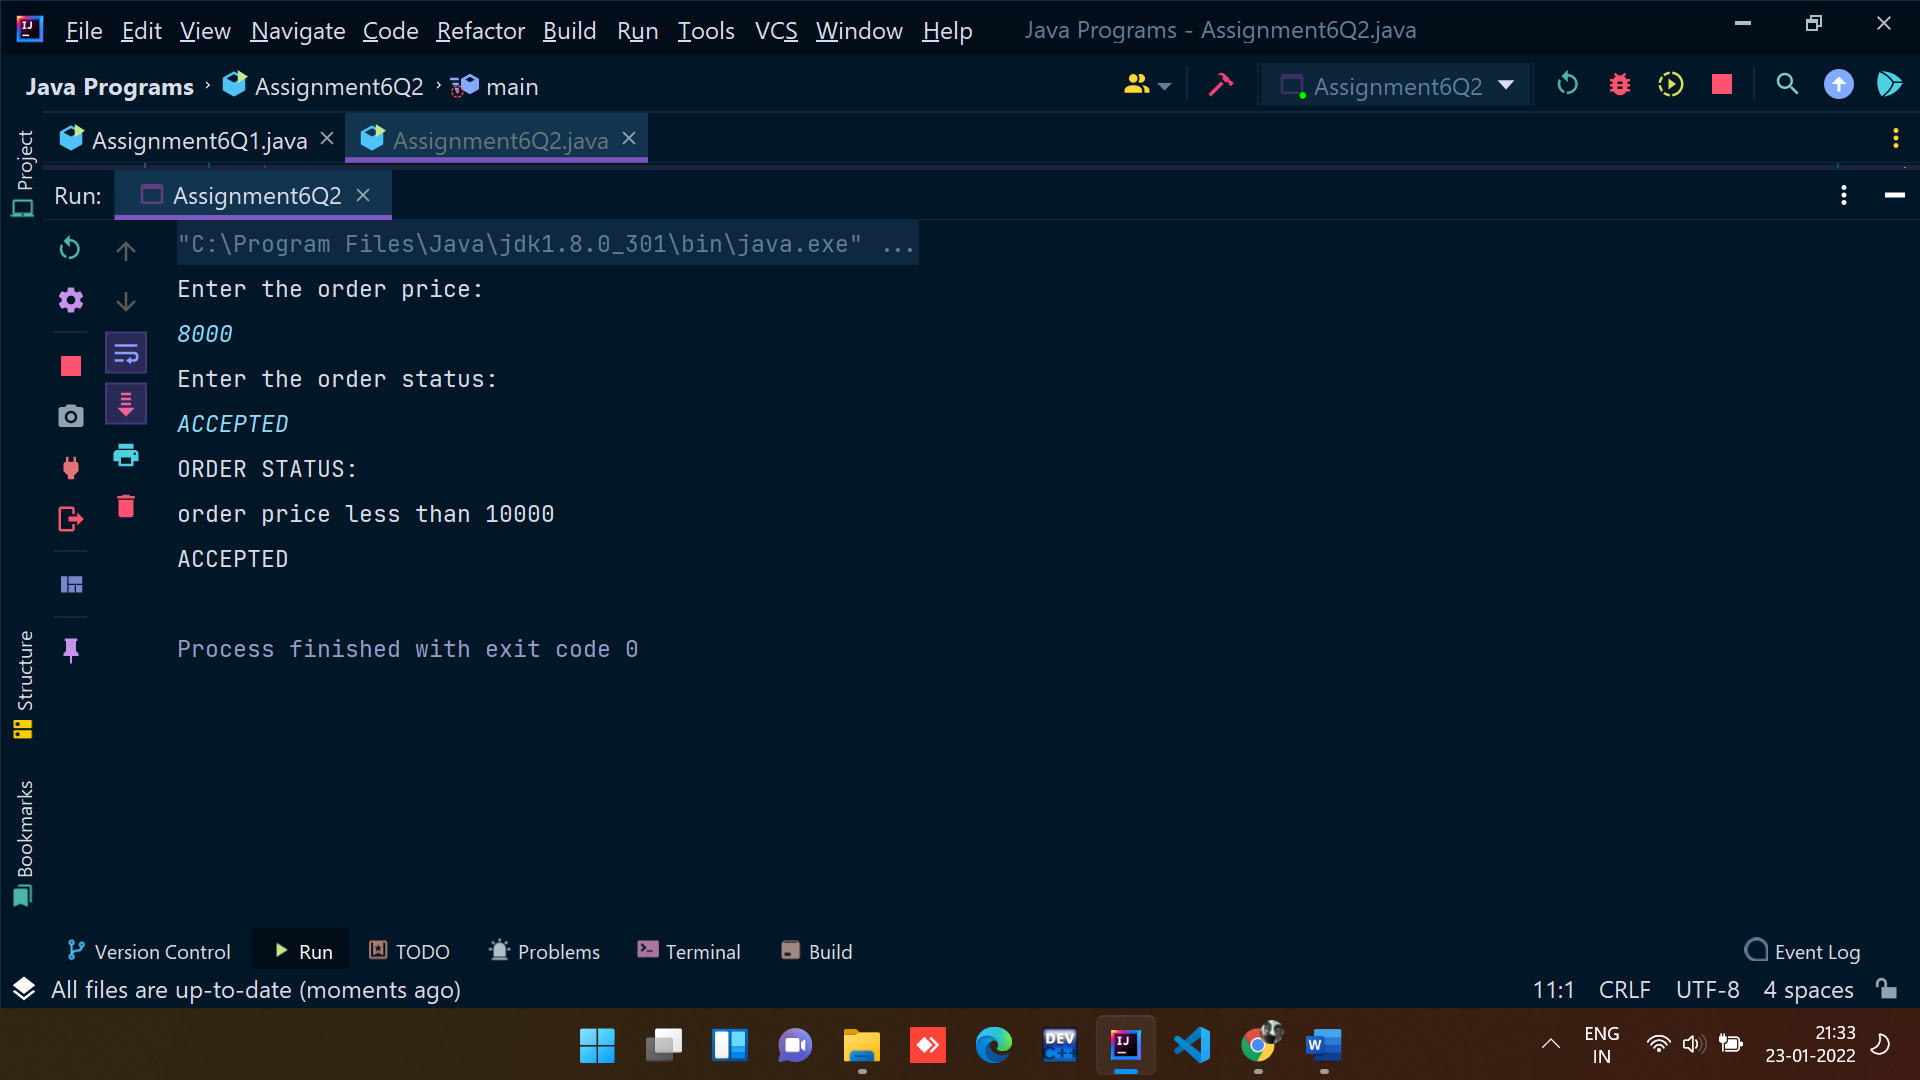 File Edit View Navigate Code Refactor Build Run Tools VCS Window Help Java Programs - Assignment6Q2.java
Java Programs › Assignment6Q2 › main Assignment6Q2
Project
Assignment6Q1.java Assignment6Q2.java
Run: Assignment6Q2
"C:\Program Files\Java\jdk1.8.0_301\bin\java.exe" ...
Enter the order price:
8000
Enter the order status:
ACCEPTED
ORDER STATUS:
order price less than 10000
ACCEPTED
Process finished with exit code 0
Structure
Bookmarks
Version Control Run TODO Problems Terminal Build Event Log
All files are up-to-date (moments ago) 11:1 CRLF UTF-8 4 spaces
DEV
C++
IJ
W
ENG
IN
21:33
23-01-2022